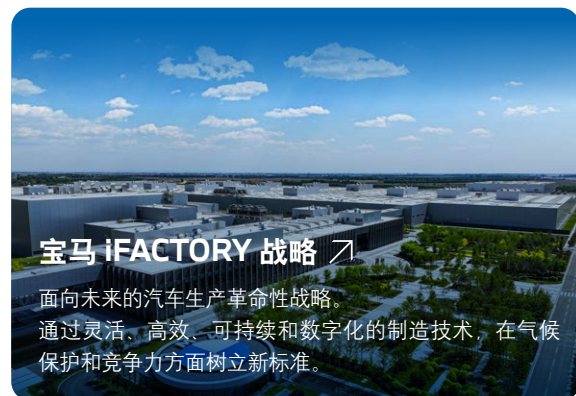 宝马 iFACTORY 战略
面向未来的汽车生产革命性战略。
通过灵活、高效、可持续和数字化的制造技术，在气候
保护和竞争力方面树立新标准。